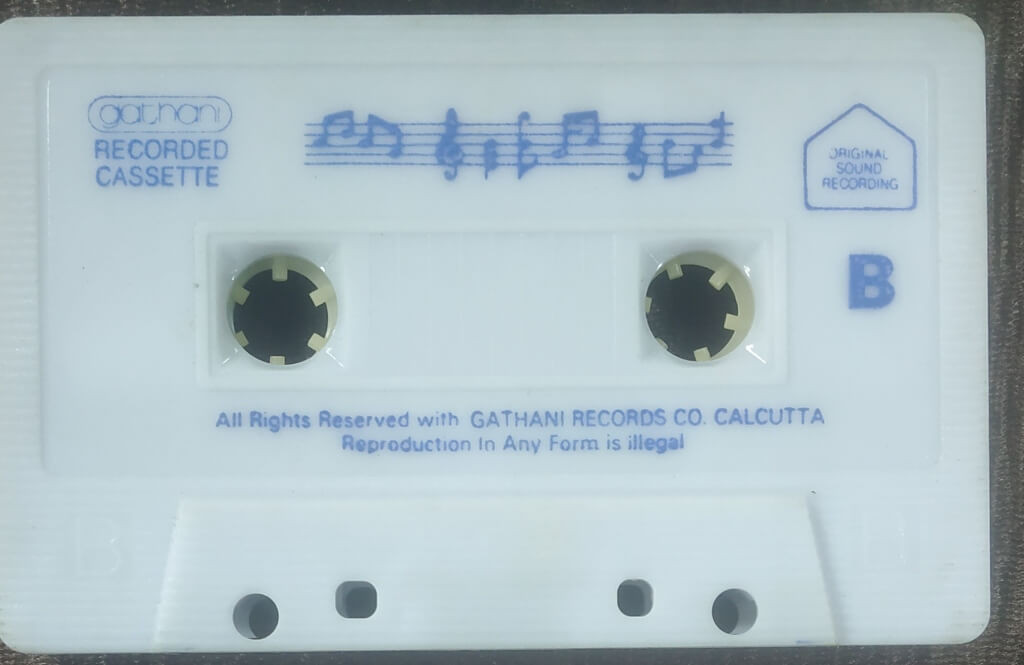 gathani
RECORDED
CASSETTE
ORIGINAL
SOUND
RECORDING
B
All Rights Reserved with GATHANI RECORDS CO. CALCUTTA
Reproduction In Any Form is illegal
B